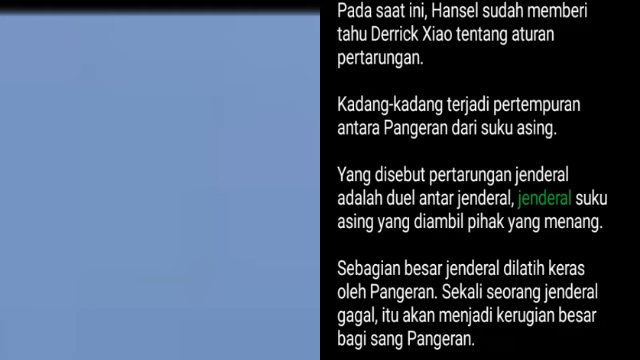 Pada saat ini, Hansel sudah memberi
tahu Derrick Xiao tentang aturan
pertarungan.
Kadang-kadang terjadi pertempuran
antara Pangeran dari suku asing.
Yang disebut pertarungan jenderal
adalah duel antar jenderal, jenderal suku
asing yang diambil pihak yang menang.
Sebagian besar jenderal dilatih keras
oleh Pangeran. Sekali seorang jenderal
gagal, itu akan menjadi kerugian besar
bagi sang Pangeran.